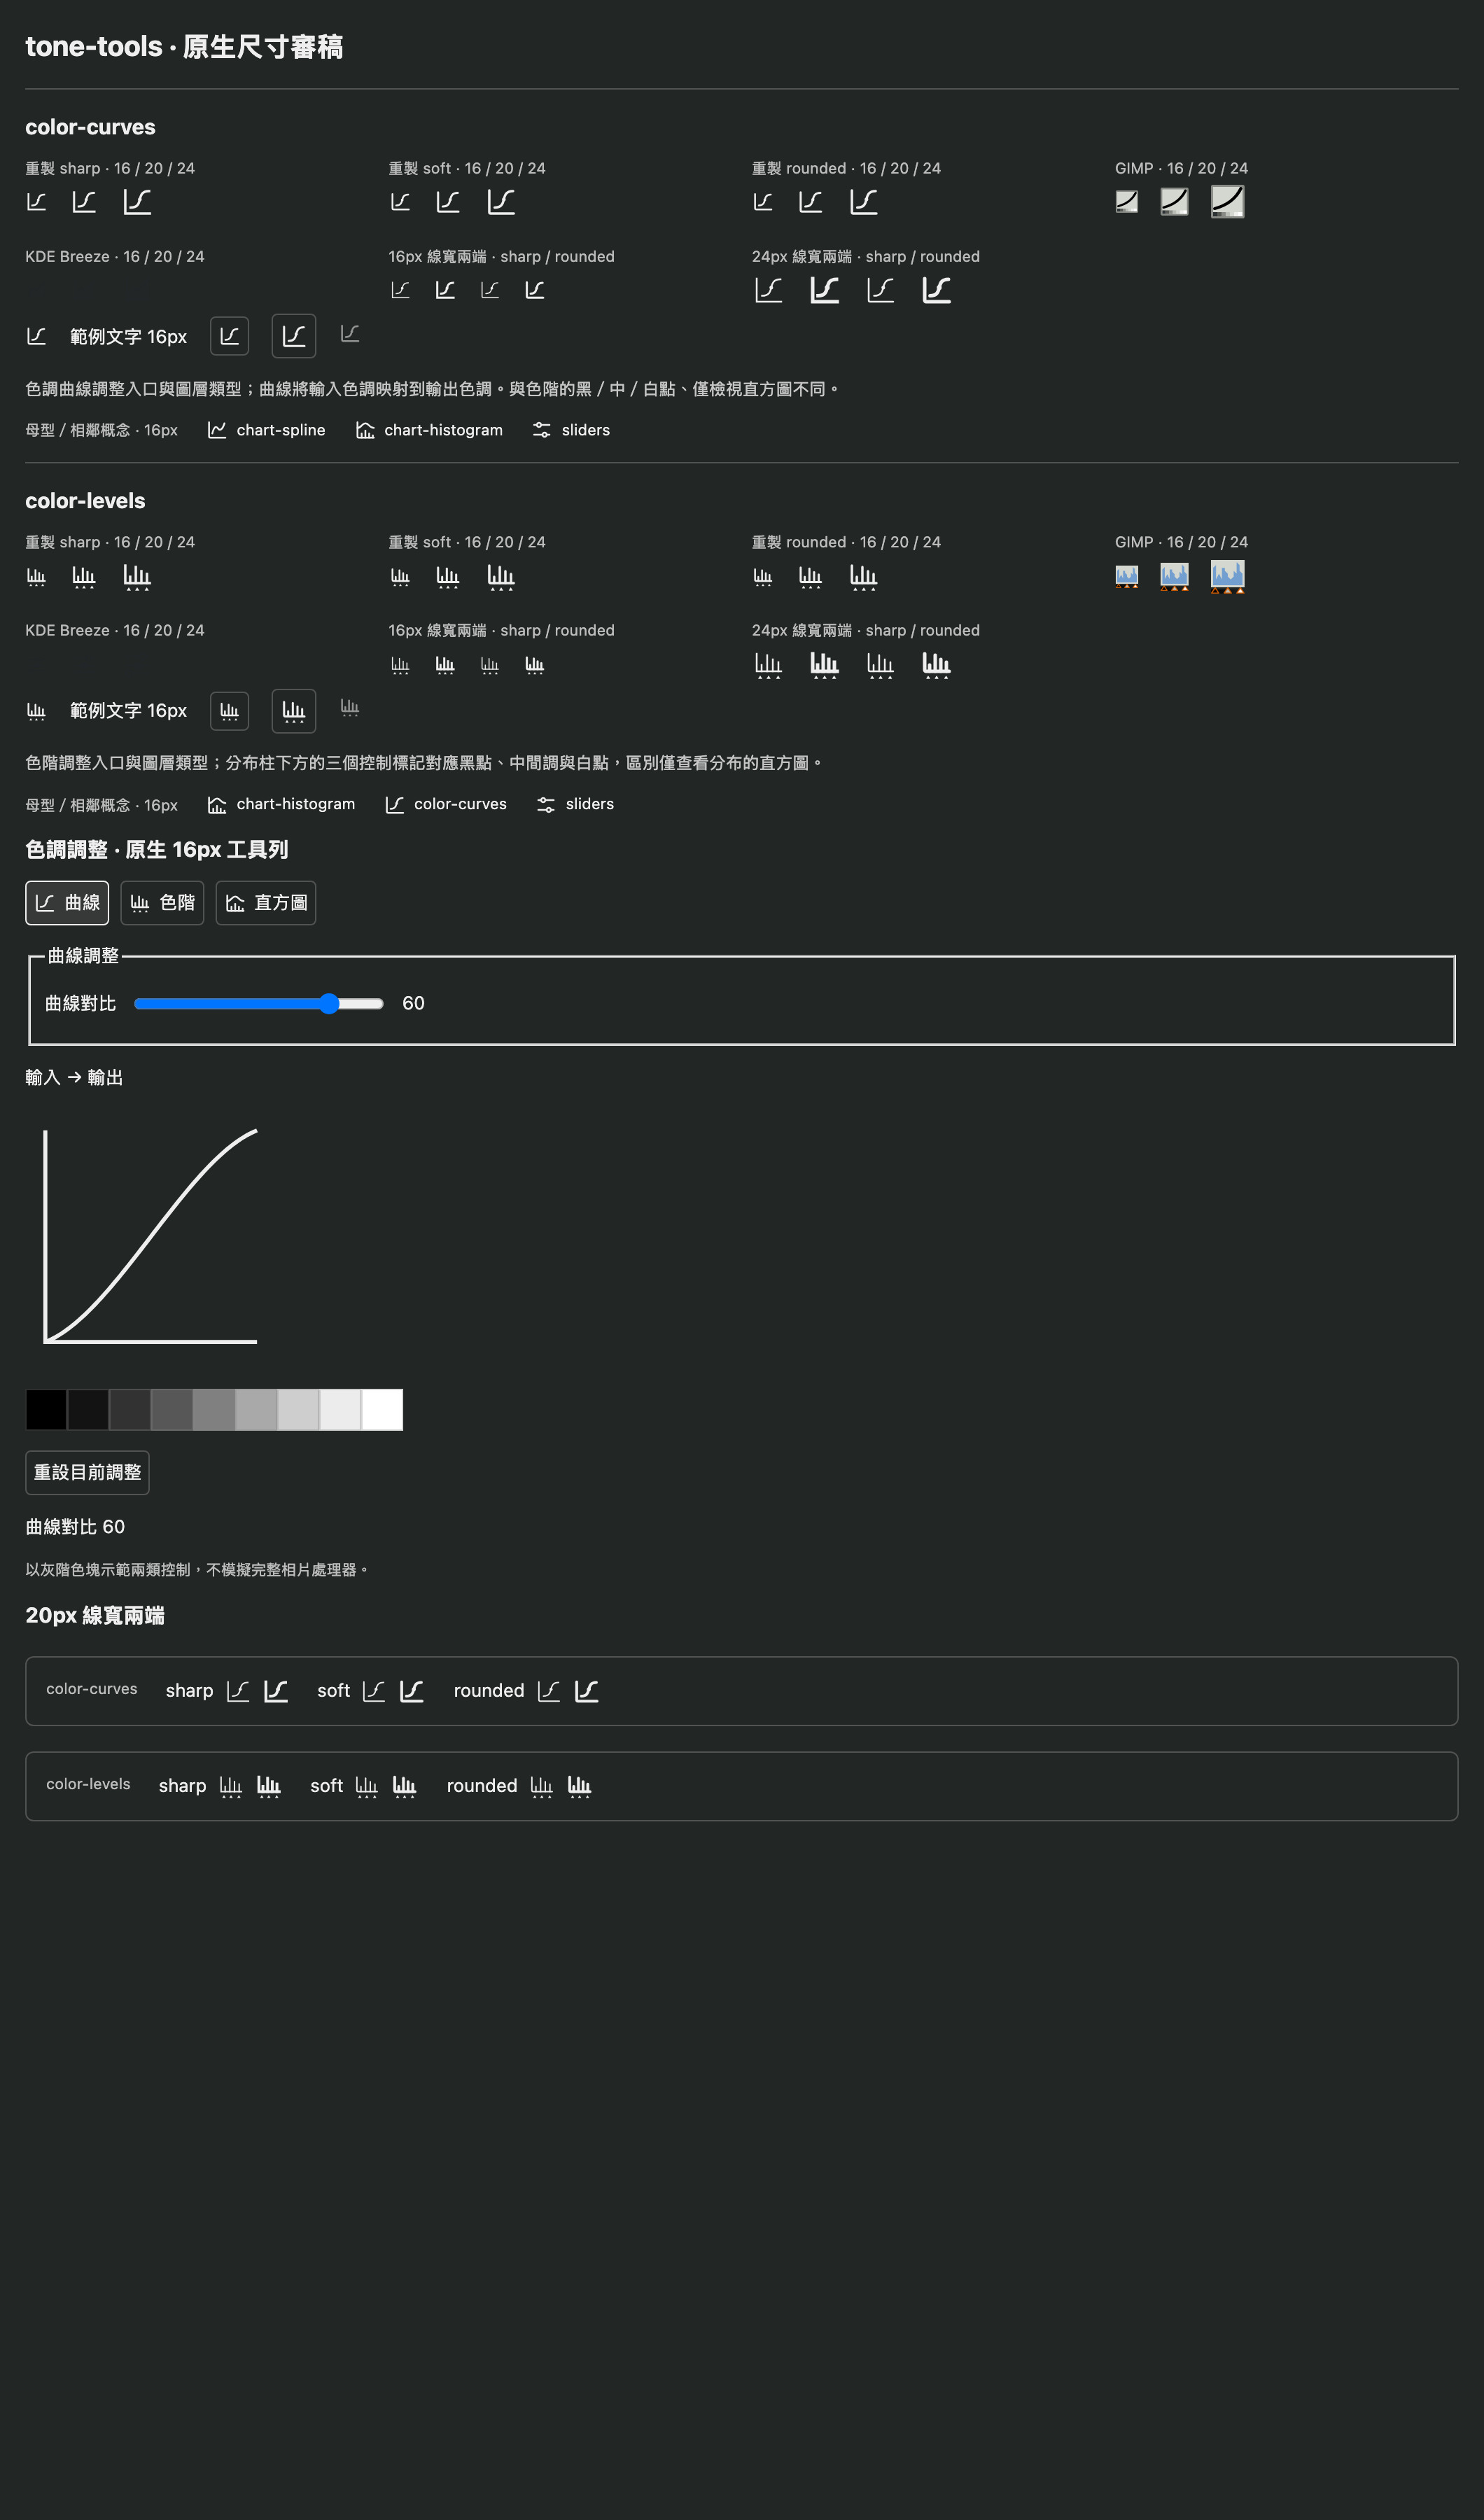 tone-tools · 原生尺寸審稿
color-curves
重製 sharp · 16 / 20 / 24
重製 soft · 16 / 20 / 24
重製 rounded · 16 / 20 / 24
GIMP · 16 / 20 / 24
KDE Breeze · 16 / 20 / 24
16px 線寬兩端 · sharp / rounded
24px 線寬兩端 · sharp / rounded
範例文字 16px
色調曲線調整入口與圖層類型；曲線將輸入色調映射到輸出色調。與色階的黑 / 中 / 白點、僅檢視直方圖不同。
母型 / 相鄰概念 · 16px chart-spline chart-histogram sliders
color-levels
重製 sharp · 16 / 20 / 24
重製 soft · 16 / 20 / 24
重製 rounded · 16 / 20 / 24
GIMP · 16 / 20 / 24
KDE Breeze · 16 / 20 / 24
16px 線寬兩端 · sharp / rounded
24px 線寬兩端 · sharp / rounded
範例文字 16px
色階調整入口與圖層類型；分布柱下方的三個控制標記對應黑點、中間調與白點，區別僅查看分布的直方圖。
母型 / 相鄰概念 · 16px chart-histogram color-curves sliders
色調調整 · 原生 16px 工具列
曲線 色階 直方圖
曲線調整
曲線對比 60
輸入 → 輸出
重設目前調整
曲線對比 60
以灰階色塊示範兩類控制，不模擬完整相片處理器。
20px 線寬兩端
color-curves sharp soft rounded
color-levels sharp soft rounded